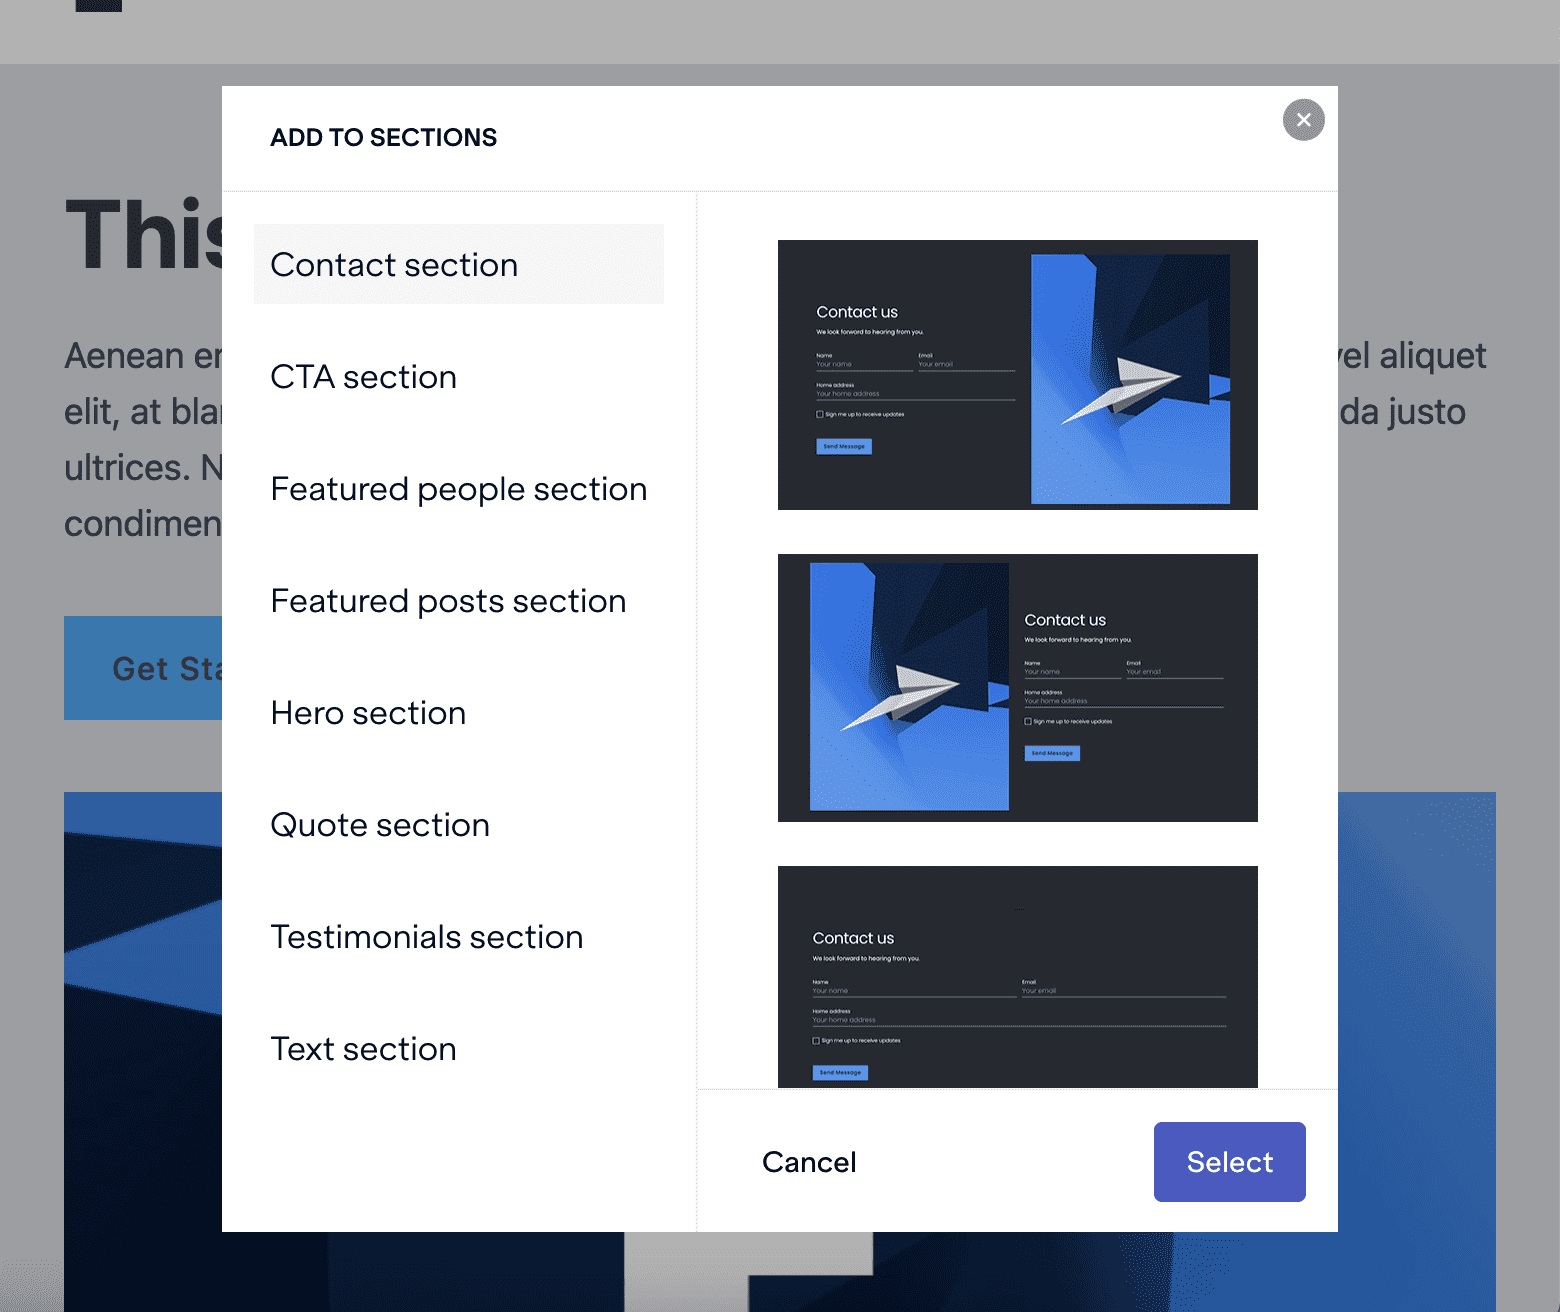 ADD TO SECTIONS
This
Aenean er
vel aliquet
elit, at blar
da justo
ultrices. N
condimen
Get Sta
Contact section
CTA section
Featured people section
Featured posts section
Hero section
Quote section
Testimonials section
Text section
Contact us
We look forward to hearing from you.
Name Email
Your name Your email
Home address
Your home address
Sign me up to receive updates
Send Message
Contact us
We look forward to hearing from you.
Name Email
Your name Your email
Home address
Your home address
Sign me up to receive updates
Send Message
Contact us
We look forward to hearing from you.
Name Email
Your name Your email
Home address
Your home address
Sign me up to receive updates
Send Message
Cancel
Select